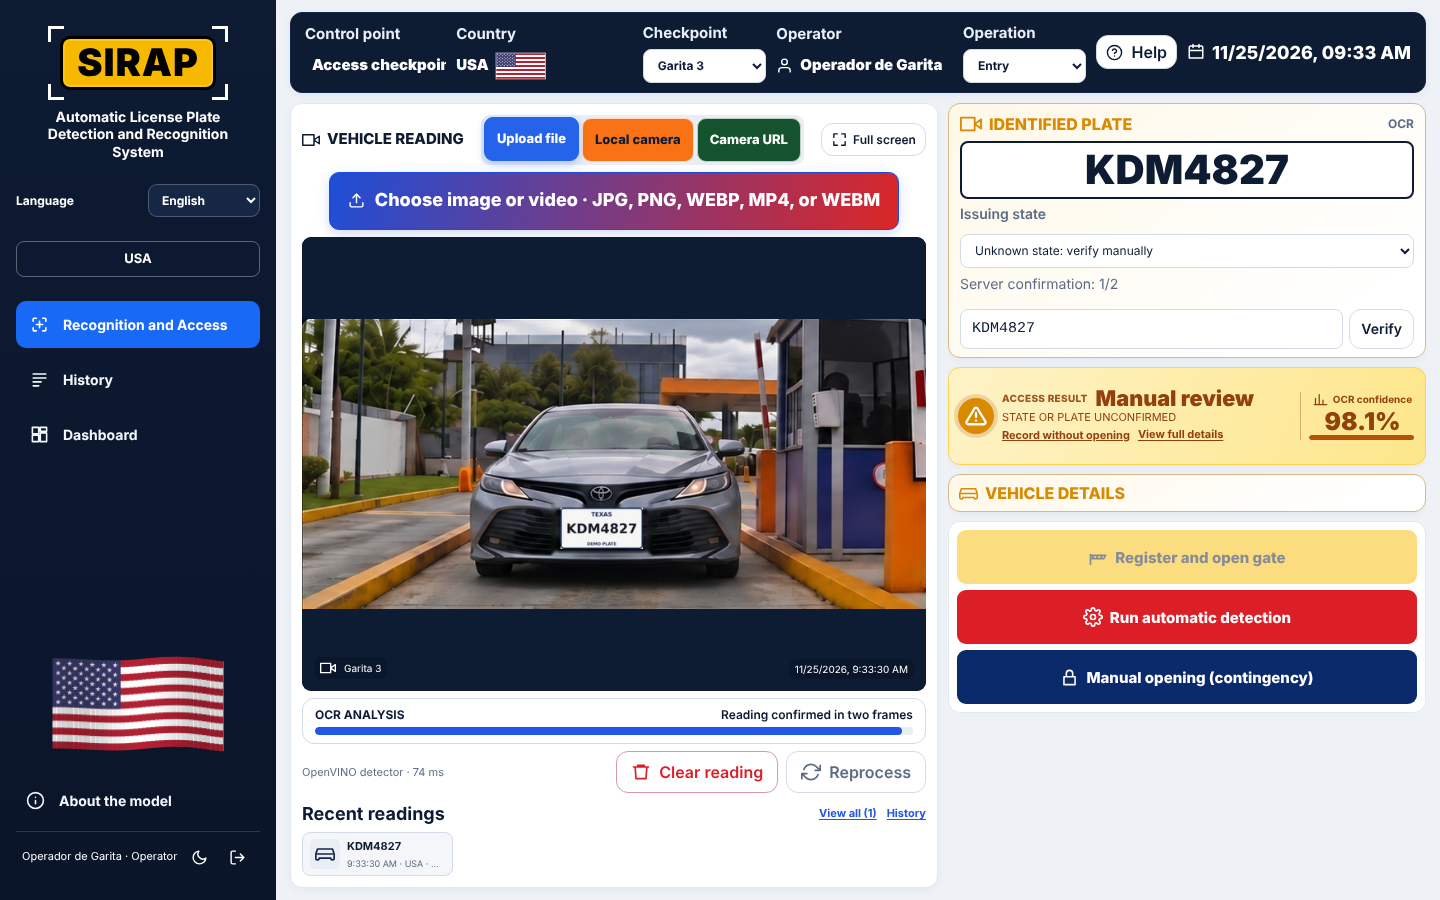 SIRAP
Automatic License Plate
Detection and Recognition
System
Language
English
USA
Recognition and Access
History
Dashboard
About the model
Operador de Garita · Operator
Control point
Access checkpoin
Country
USA
Checkpoint
Garita 3
Operator
Operador de Garita
Operation
Entry
Help
11/25/2026, 09:33 AM
VEHICLE READING
Upload file
Local camera
Camera URL
Full screen
Choose image or video · JPG, PNG, WEBP, MP4, or WEBM
TEXAS
KDM4827
DEMO PLATE
Garita 3
11/25/2026, 9:33:30 AM
OCR ANALYSIS
Reading confirmed in two frames
OpenVINO detector · 74 ms
Clear reading
Reprocess
Recent readings
View all (1)
History
KDM4827
9:33:30 AM · USA · ...
IDENTIFIED PLATE
OCR
KDM4827
Issuing state
Unknown state: verify manually
Server confirmation: 1/2
KDM4827
Verify
ACCESS RESULT
Manual review
STATE OR PLATE UNCONFIRMED
Record without opening
View full details
OCR confidence
98.1%
VEHICLE DETAILS
Register and open gate
Run automatic detection
Manual opening (contingency)